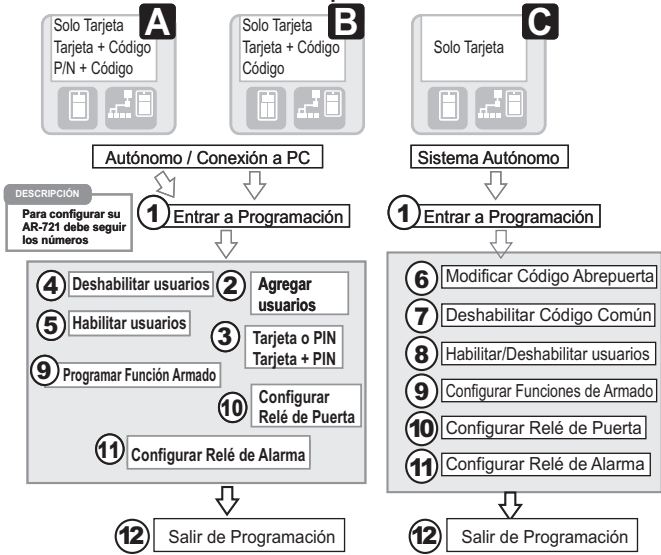 A
Solo Tarjeta
Tarjeta + Código
P/N + Código
B
Solo Tarjeta
Tarjeta + Código
Código
C
Solo Tarjeta
Autónomo / Conexión a PC
Sistema Autónomo
DESCRIPCIÓN
Para configurar su
AR-721 debe seguir
los números
1 Entrar a Programación
1 Entrar a Programación
4 Deshabilitar usuarios
2 Agregar
usuarios
5 Habilitar usuarios
3 Tarjeta o PIN
Tarjeta + PIN
9 Programar Función Armado
10 Configurar
Relé de Puerta
11 Configurar Relé de Alarma
6 Modificar Código Abrepuerta
7 Deshabilitar Código Común
8 Habilitar/Deshabilitar usuarios
9 Configurar Funciones de Armado
10 Configurar Relé de Puerta
11 Configurar Relé de Alarma
12 Salir de Programación
12 Salir de Programación